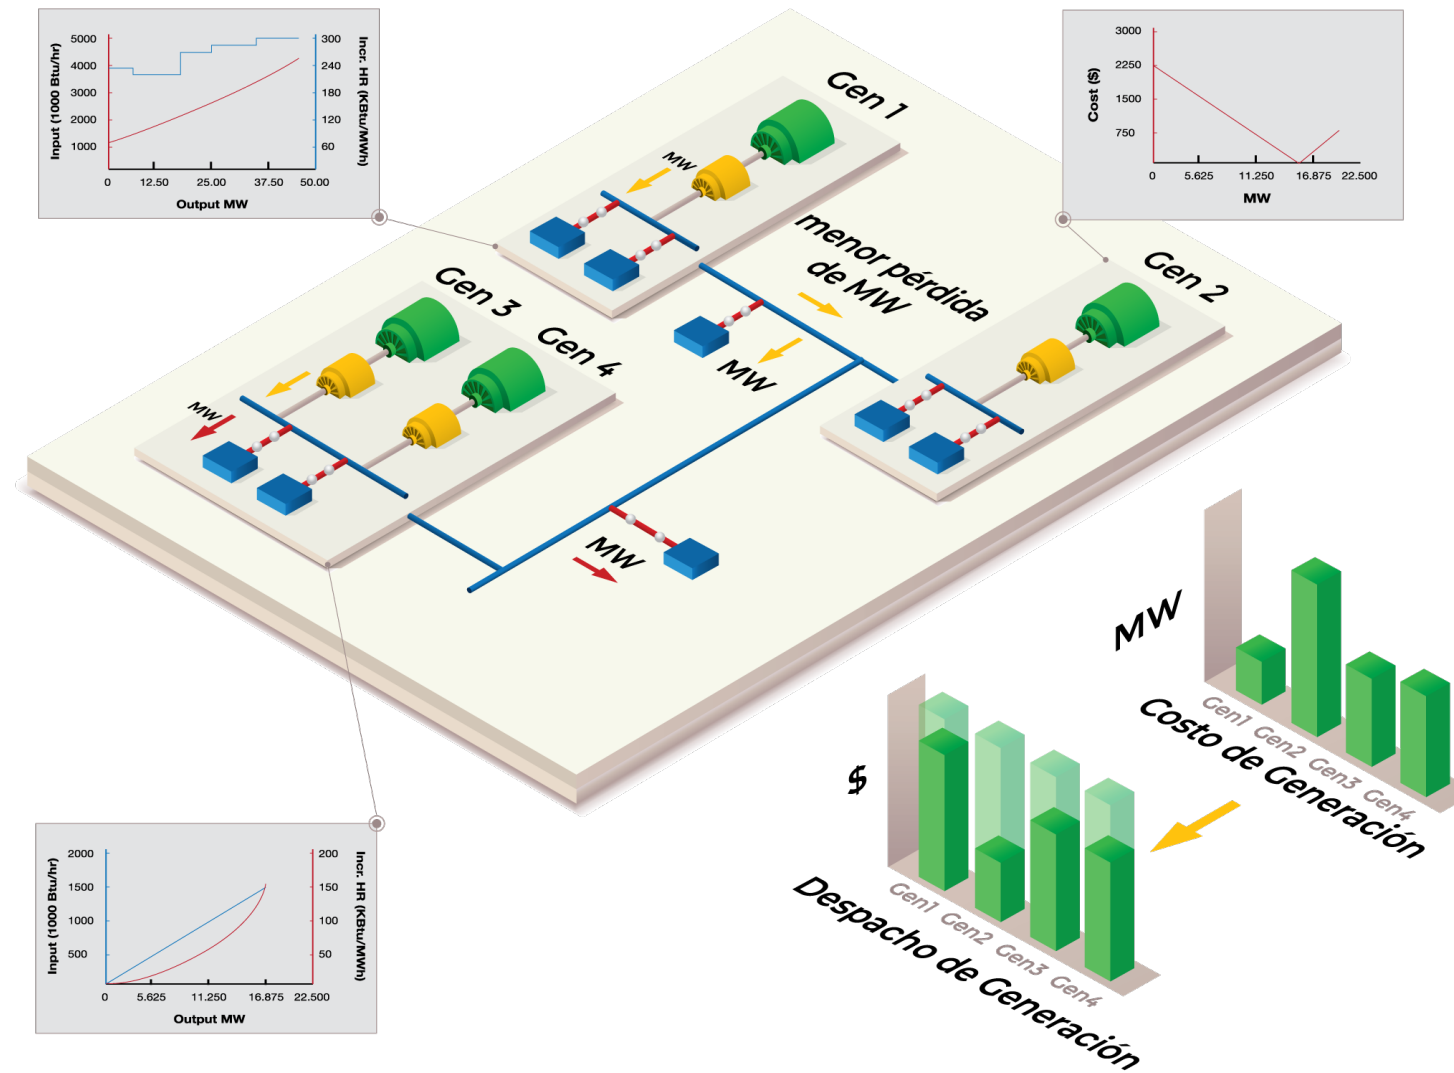 5000
4000
3000
2000
1000
Input (1000 Btu/hr)
300
240
180
120
60
Incr. HR (KBtu/MWh)
0 12.50 25.00 37.50 50.00
Output MW
3000
2250
1500
750
Cost ($)
0 5.625 11.250 16.875 22.500
MW
Gen 1
MW
menor pérdida
de MW
MW
Gen 2
Gen 3
Gen 4
MW
MW
MW
Gen1 Gen2 Gen3 Gen4
Costo de Generación
$
Gen1 Gen2 Gen3 Gen4
Despacho de Generación
2000
1500
1000
500
Input (1000 Btu/hr)
200
150
100
50
Incr. HR (KBtu/MWh)
0 5.625 11.250 16.875 22.500
Output MW